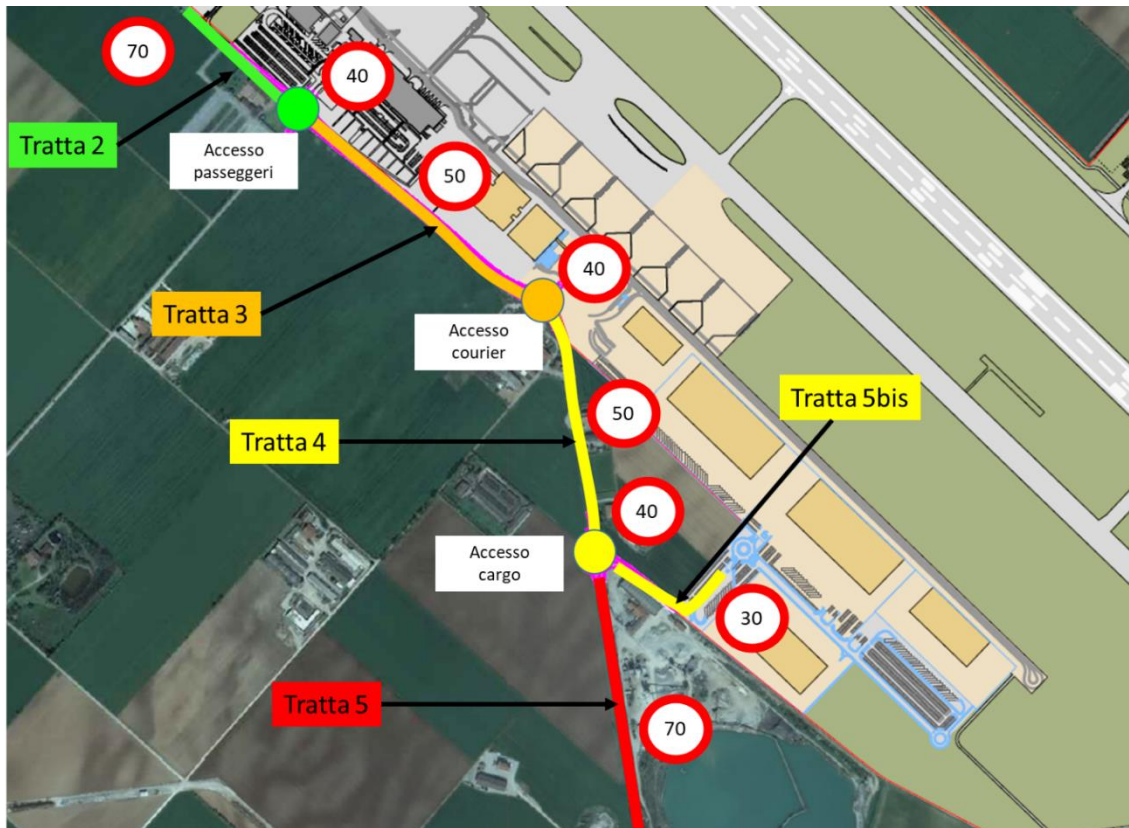 70
40
Tratta 2
Accesso
passeggeri
50
40
Tratta 3
Accesso
courier
Tratta 5bis
50
Tratta 4
40
Accesso
cargo
30
Tratta 5
70